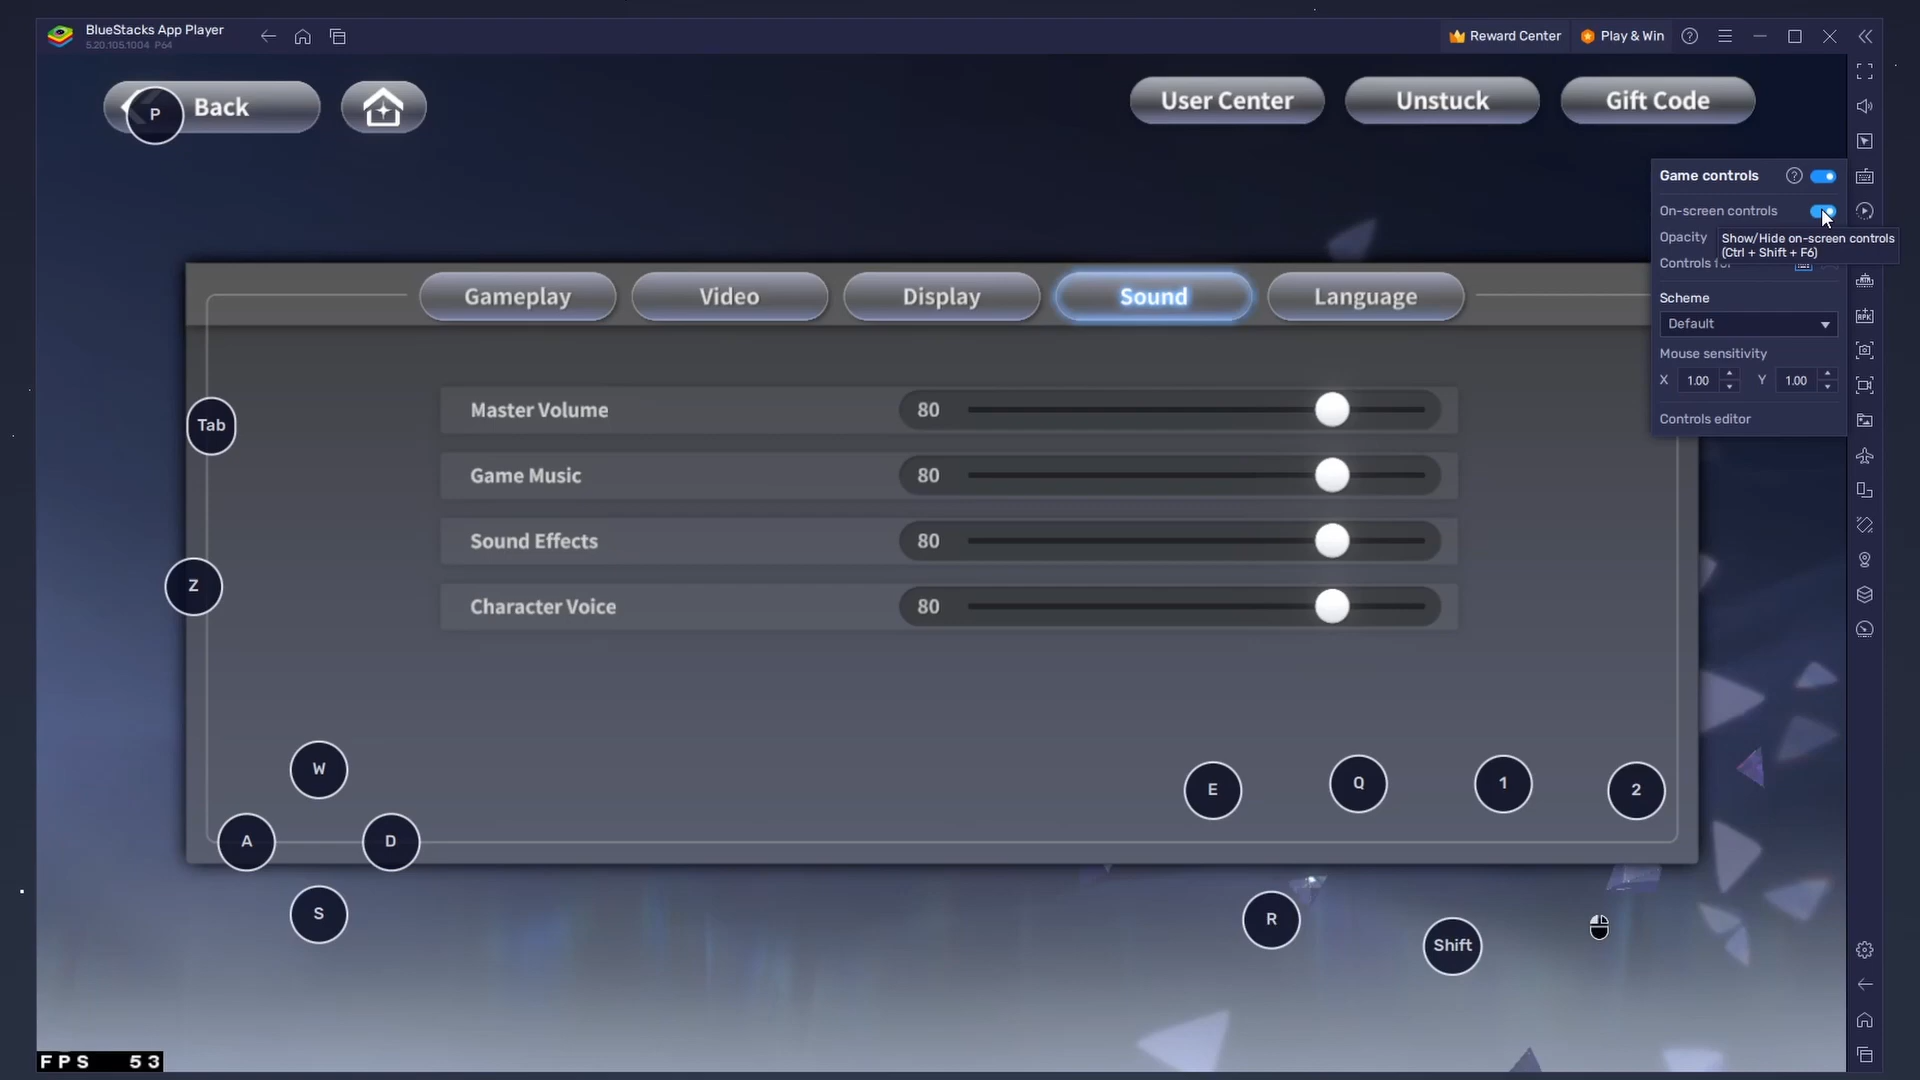 BlueStacks App Player
5.20.105.1004 P64
Reward Center
Play & Win
P
Back
User Center
Unstuck
Gift Code
Game controls
On-screen controls
Opacity
Show/Hide on-screen controls
(Ctrl + Shift + F6)
Controls
Scheme
Default
Mouse sensitivity
X 1.00 Y 1.00
Controls editor
Gameplay
Video
Display
Sound
Language
Master Volume 80
Game Music 80
Sound Effects 80
Character Voice 80
Tab
Z
W
A
D
S
E
Q
1
2
R
Shift
FPS 53